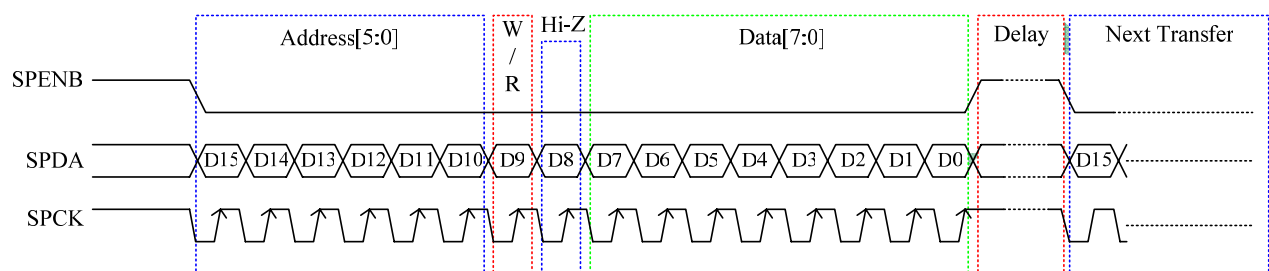 Address[5:0] W / R Hi-Z Data[7:0] Delay Next Transfer
SPENB
SPDA D15 D14 D13 D12 D11 D10 D9 D8 D7 D6 D5 D4 D3 D2 D1 D0 D15
SPCK